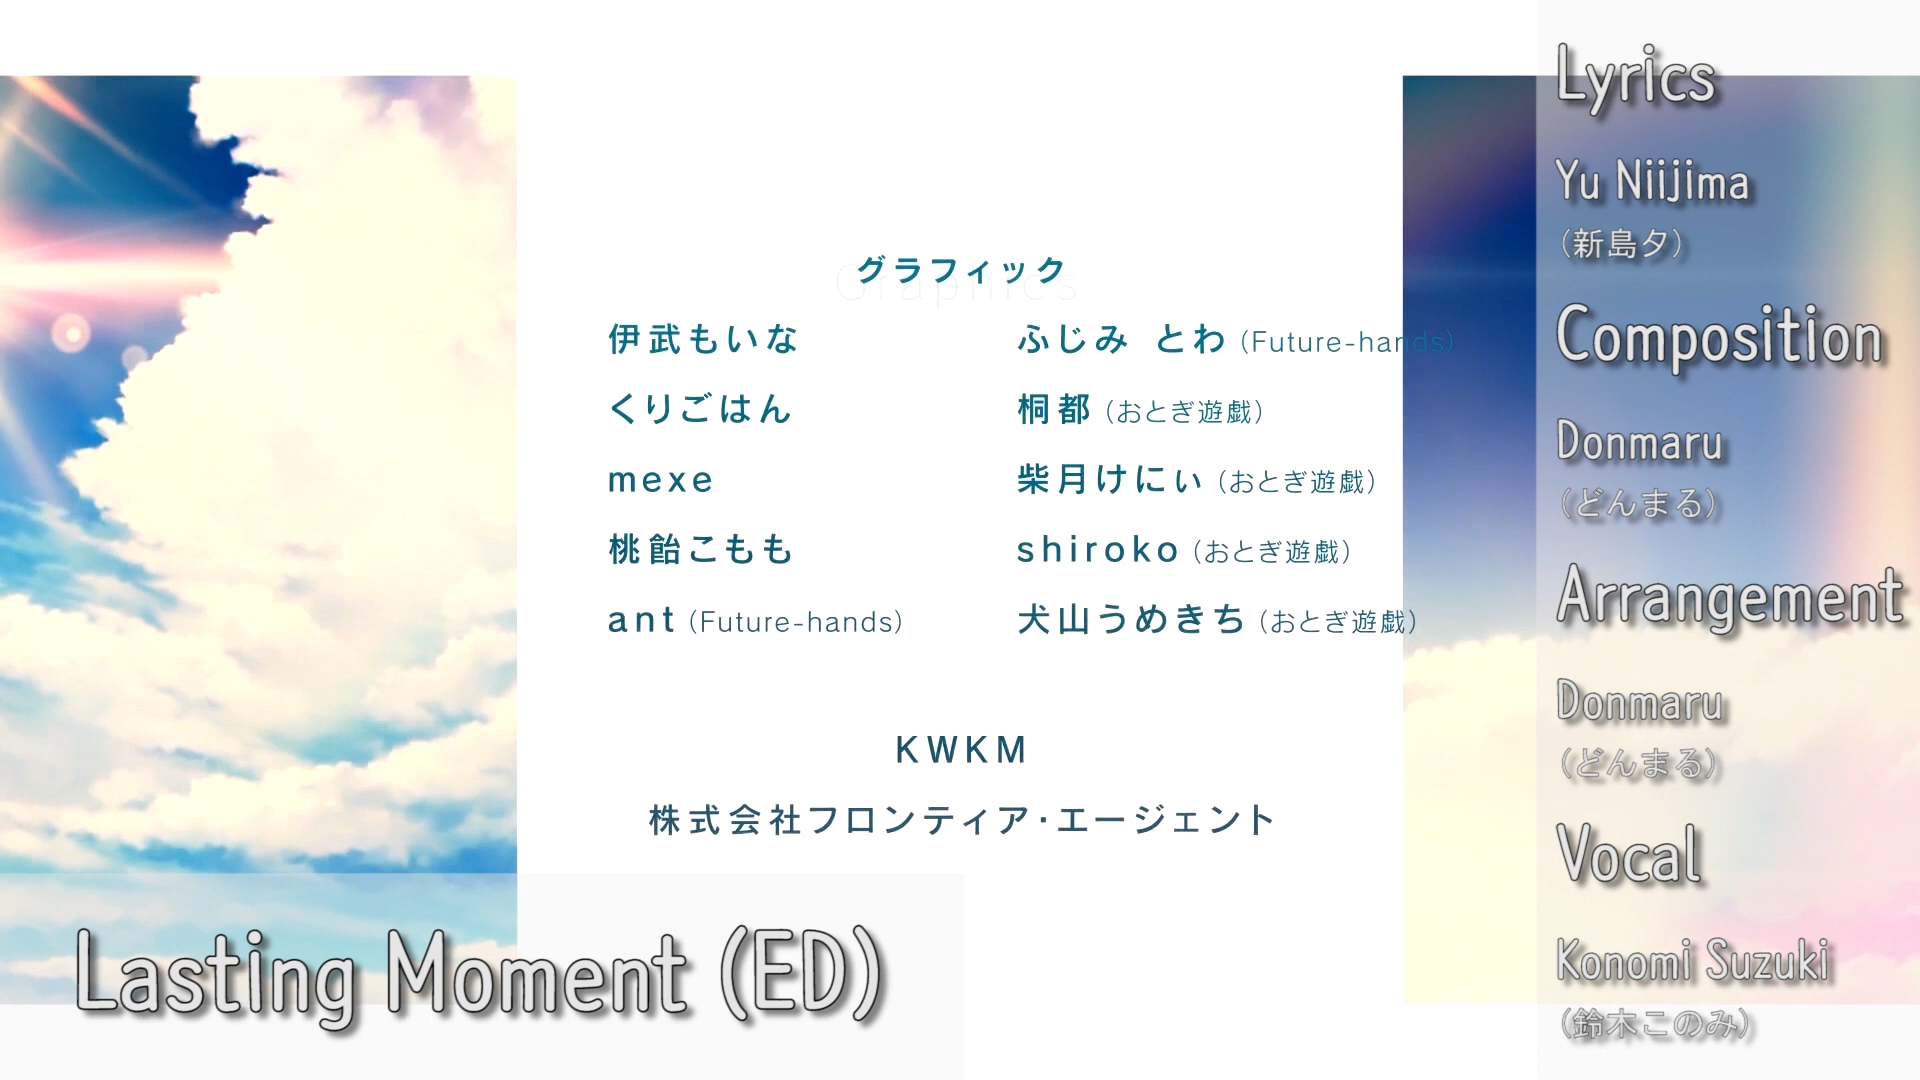 グラフィック
Graphics
伊武もいな
ふじみ とわ (Future-hands)
くりごはん
桐都 (おとぎ遊戯)
mexe
柴月けにぃ (おとぎ遊戯)
桃飴こもも
shiroko (おとぎ遊戯)
ant (Future-hands)
犬山うめきち (おとぎ遊戯)
KWKM
株式会社フロンティア・エージェント
Lasting Moment (ED)
Lyrics
Yu Niijima
(新島夕)
Composition
Donmaru
(どんまる)
Arrangement
Donmaru
(どんまる)
Vocal
Konomi Suzuki
(鈴木このみ)